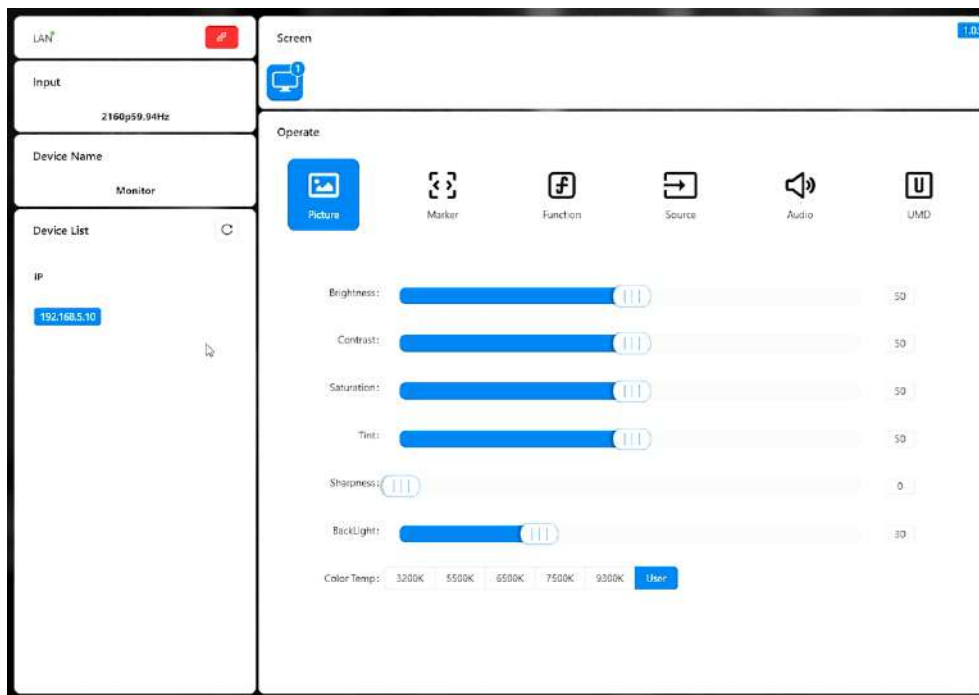 LAN
Input
2160p59.94Hz
Device Name
Monitor
Device List
IP
192.168.5.10
Screen
1
Operate
Picture
Marker
Function
Source
Audio
UMD
Brightness: 50
Contrast: 50
Saturation: 50
Tint: 50
Sharpness: 0
BackLight: 30
Color Temp: 3200K 5500K 6500K 7500K 9300K User